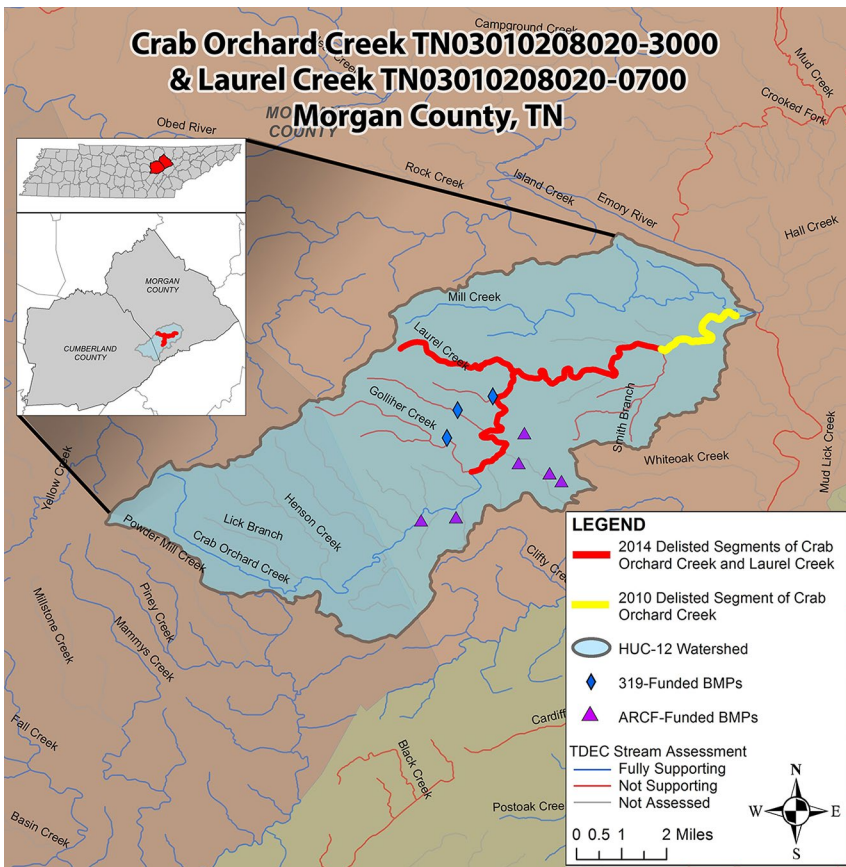 Campground Creek
Crab Orchard Creek TN03010208020-3000
& Laurel Creek TN03010208020-0700
Morgan County, TN
COUNTY
Mud Creek
Crooked Fork
Obed River
Rock Creek
Island Creek
Emory River
Hall Creek
MORGAN
COUNTY
CUMBERLAND
COUNTY
Mill Creek
Laurel Creek
Golliher Creek
Smith Branch
Whiteoak Creek
Mud Lick Creek
Yellow Creek
Henson Creek
Lick Branch
Crab Orchard Creek
Powder Mill Creek
Clifty Cree
Piney Creek
Millstone Creek
Mammys Creek
Fall Creek
Basin Creek
Black Creek
Cardiff
Postoak Cree
LEGEND
2014 Delisted Segments of Crab
Orchard Creek and Laurel Creek
2010 Delisted Segment of Crab
Orchard Creek
HUC-12 Watershed
319-Funded BMPs
ARCF-Funded BMPs
TDEC Stream Assessment
Fully Supporting
Not Supporting
Not Assessed
N
W E
S
0 0.5 1 2 Miles